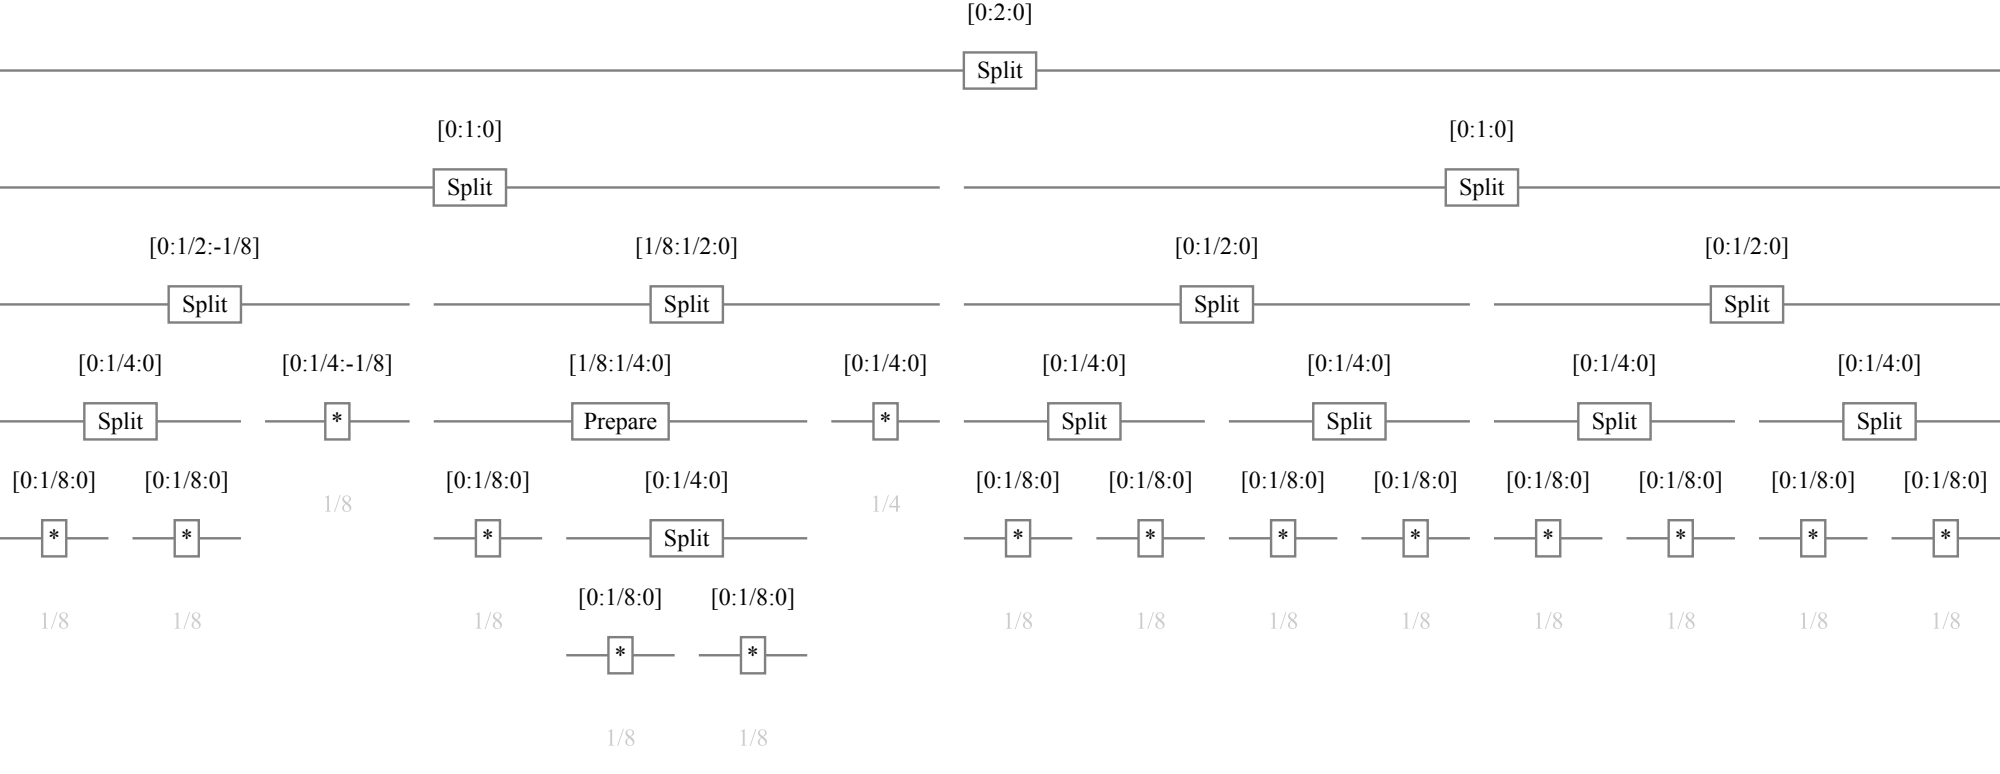 [0:2:0]
Split
[0:1:0] [0:1:0]
Split Split
[0:1/2:-1/8] [1/8:1/2:0] [0:1/2:0] [0:1/2:0]
Split Split Split Split
[0:1/4:0] [0:1/4:-1/8] [1/8:1/4:0] [0:1/4:0] [0:1/4:0] [0:1/4:0] [0:1/4:0] [0:1/4:0]
Split * Prepare * Split Split Split Split
[0:1/8:0] [0:1/8:0] [0:1/8:0] [0:1/4:0] [0:1/8:0] [0:1/8:0] [0:1/8:0] [0:1/8:0] [0:1/8:0] [0:1/8:0] [0:1/8:0] [0:1/8:0]
1/8 1/4
* * * Split * * * * * * * *
[0:1/8:0] [0:1/8:0]
1/8 1/8 1/8 1/8 1/8 1/8 1/8 1/8 1/8 1/8 1/8
* *
1/8 1/8